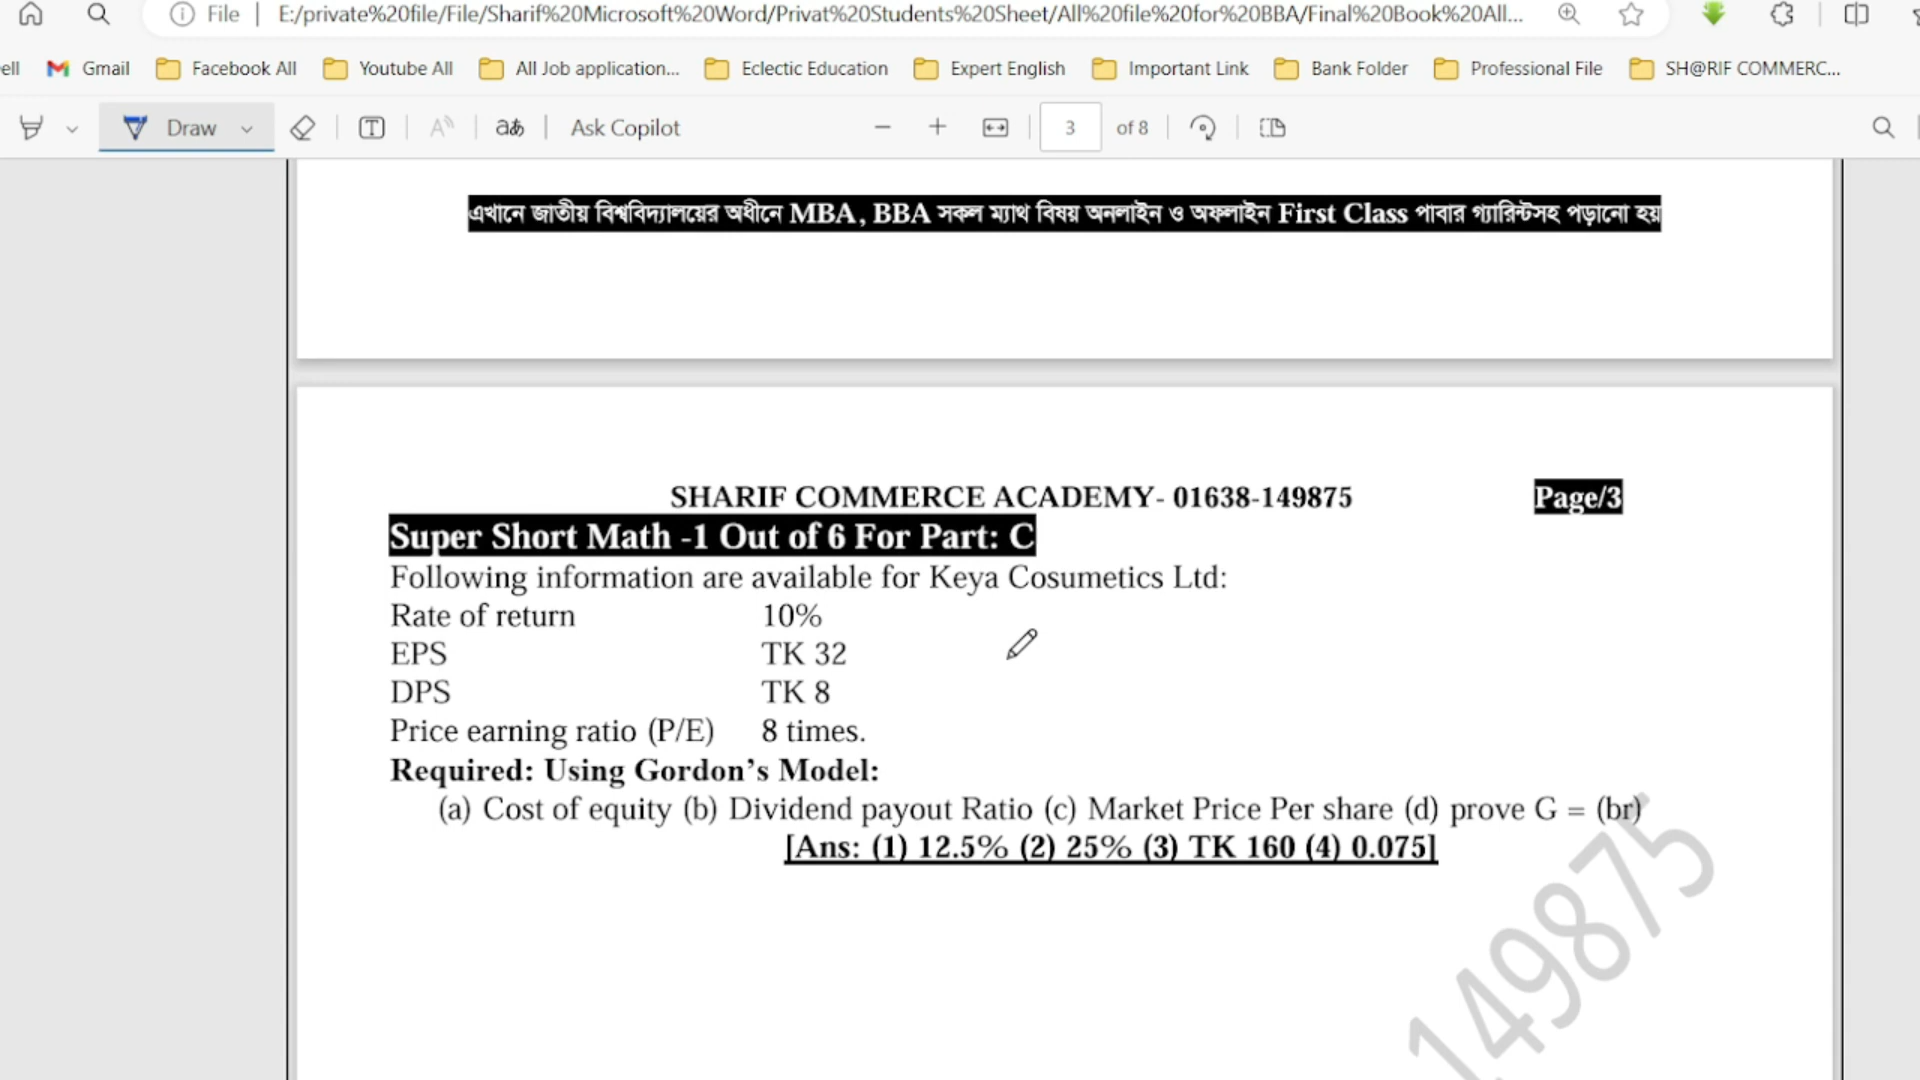 File E:/private%20file/File/Sharif%20Microsoft%20Word/Privat%20Students%20Sheet/All%20file%20for%20BBA/Final%20Book%20All...
ell Gmail Facebook All Youtube All All Job application... Eclectic Education Expert English Important Link Bank Folder Professional File SH@RIF COMMERC...
Draw Ask Copilot 3 of 8
এখানে জাতীয় বিশ্ববিদ্যালয়ের অধীনে MBA, BBA সকল ম্যাথ বিষয় অনলাইন ও অফলাইন First Class পাবার গ্যারিন্টিসহ পড়ানো হয়
SHARIF COMMERCE ACADEMY- 01638-149875 Page/3
Super Short Math -1 Out of 6 For Part: C
Following information are available for Keya Cosumetics Ltd:
Rate of return 10%
EPS TK 32
DPS TK 8
Price earning ratio (P/E) 8 times.
Required: Using Gordon's Model:
(a) Cost of equity (b) Dividend payout Ratio (c) Market Price Per share (d) prove G = (br)
[Ans: (1) 12.5% (2) 25% (3) TK 160 (4) 0.075]
149875